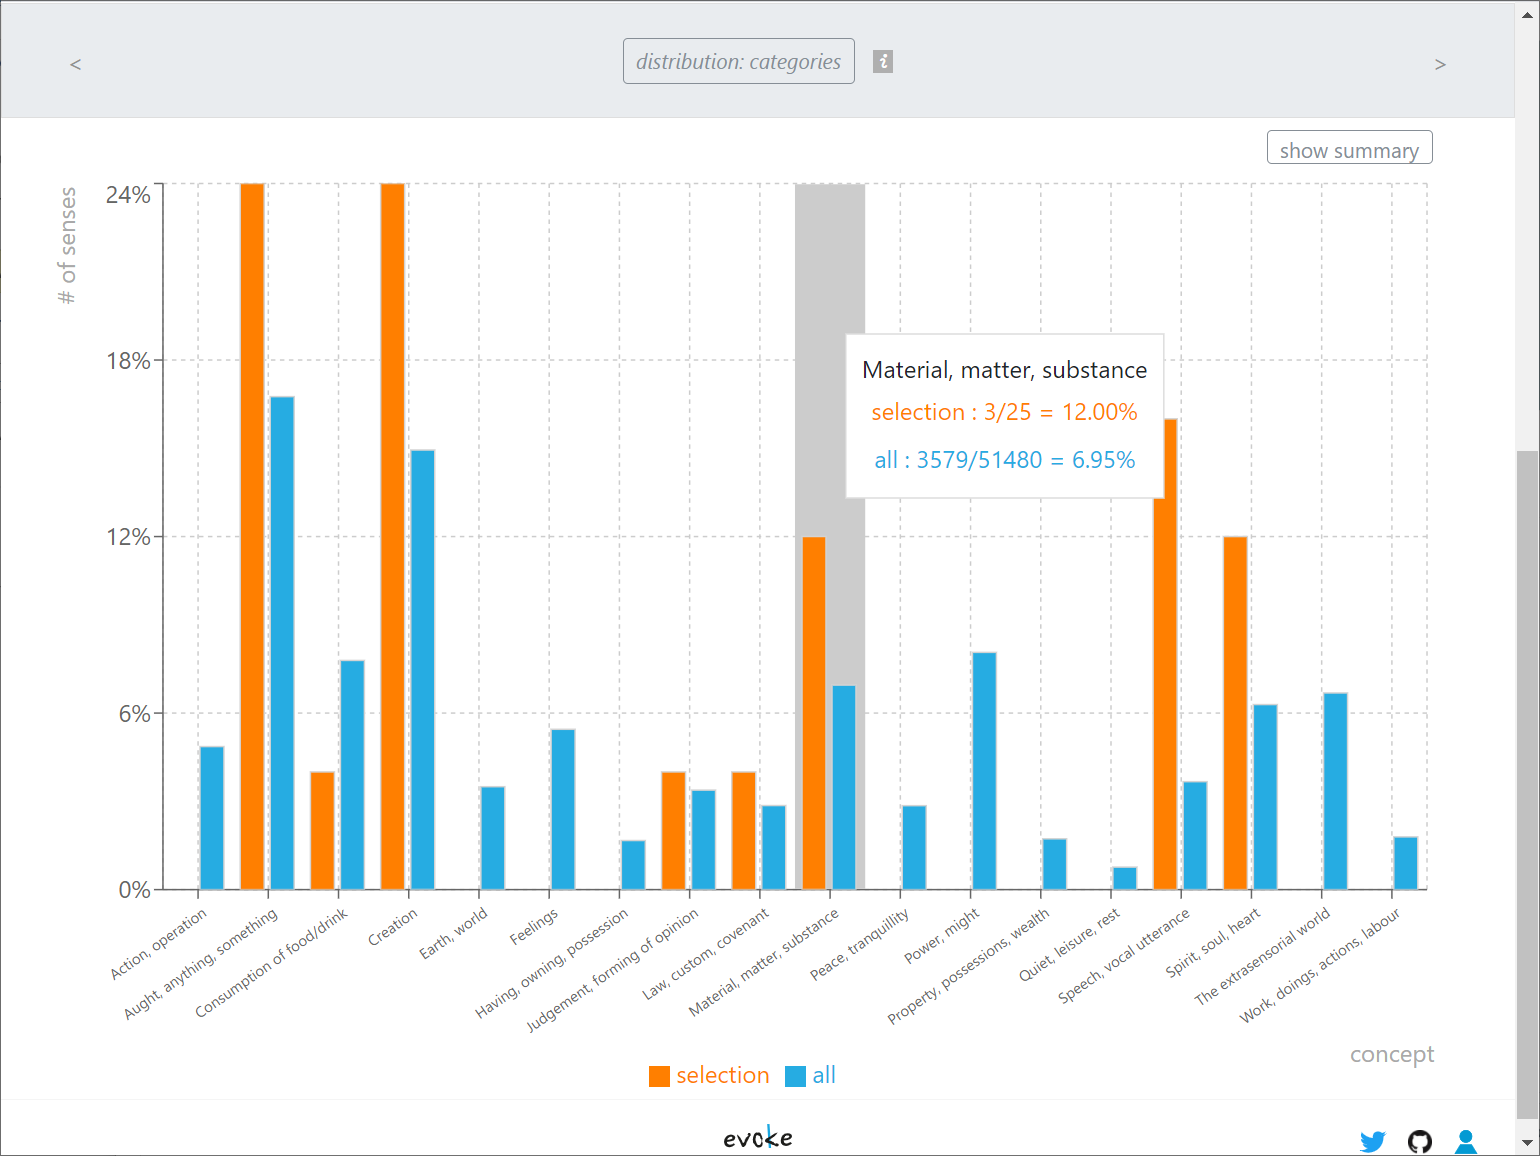 <
distribution: categories
i
>
show summary
# of senses
24%
18%
12%
6%
0%
Material, matter, substance
selection : 3/25 = 12.00%
all : 3579/51480 = 6.95%
Action, operation
Aught, anything, something
Consumption of food/drink
Creation
Earth, world
Feelings
Having, owning, possession
Judgement, forming of opinion
Law, custom, covenant
Material, matter, substance
Peace, tranquillity
Power, might
Property, possessions, wealth
Quiet, leisure, rest
Speech, vocal utterance
Spirit, soul, heart
The extrasensorial world
Work, doings, actions, labour
concept
selection
all
evoke